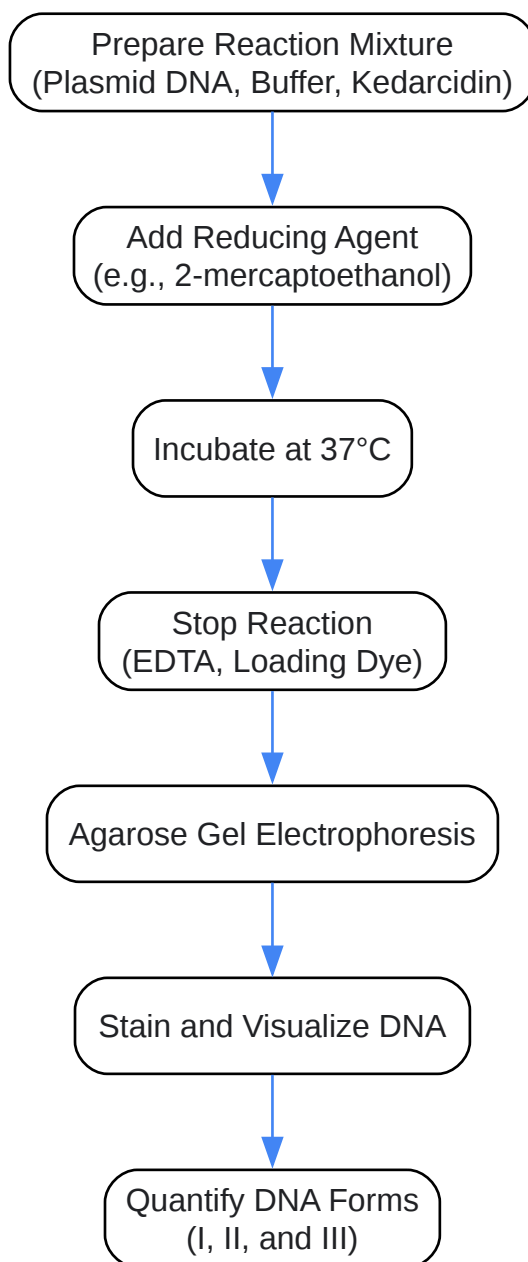 Prepare Reaction Mixture
(Plasmid DNA, Buffer, Kedarcidin)
Add Reducing Agent
(e.g., 2-mercaptoethanol)
Incubate at 37°C
Stop Reaction
(EDTA, Loading Dye)
Agarose Gel Electrophoresis
Stain and Visualize DNA
Quantify DNA Forms
(I, II, and III)